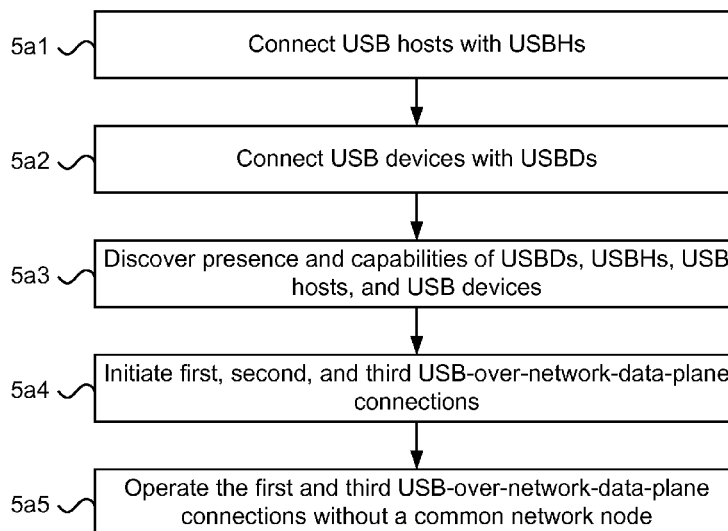 5a1
Connect USB hosts with USBHs
5a2
Connect USB devices with USBDs
5a3
Discover presence and capabilities of USBDs, USBHs, USB
hosts, and USB devices
5a4
Initiate first, second, and third USB-over-network-data-plane
connections
5a5
Operate the first and third USB-over-network-data-plane
connections without a common network node